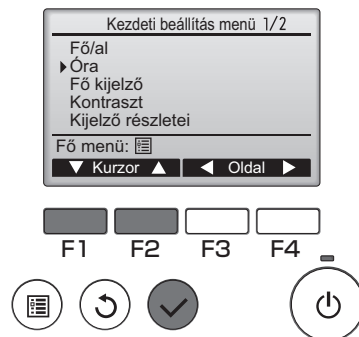 Kezdeti beállítás menü 1/2
Fő/al
Óra
Fő kijelző
Kontraszt
Kijelző részletei
Fő menü:
▼ Kurzor ▲ ◀ Oldal ▶
F1 F2 F3 F4